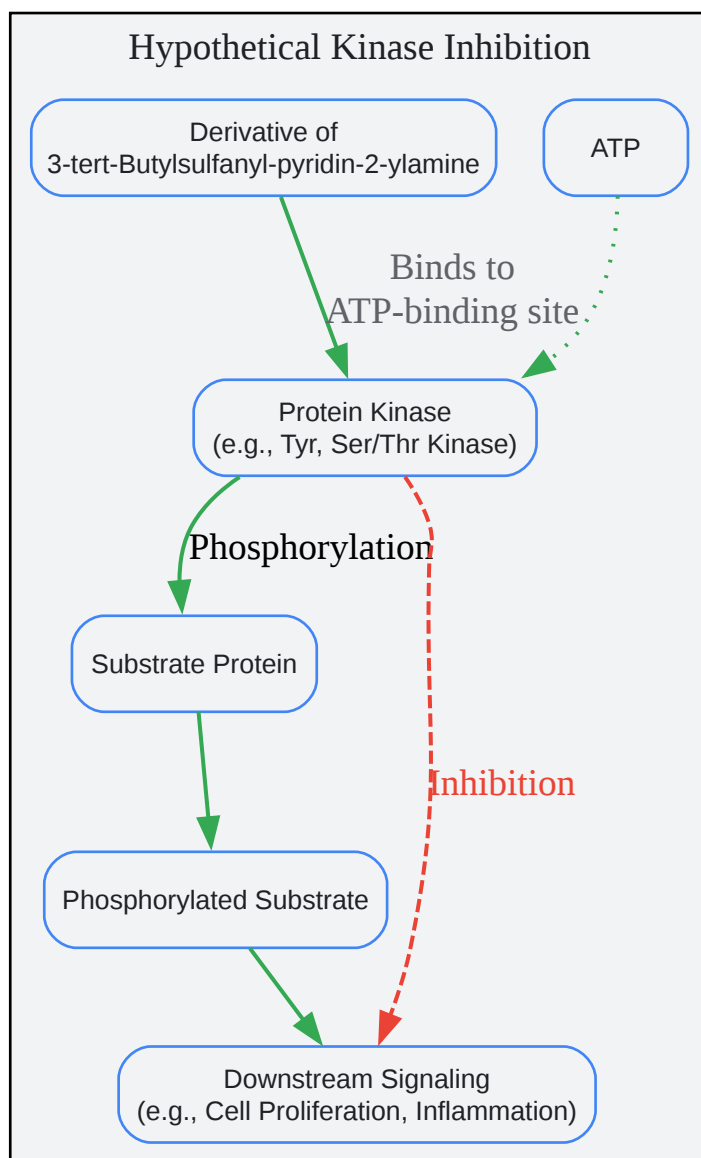 Hypothetical Kinase Inhibition
Derivative of
3-tert-Butylsulfanyl-pyridin-2-ylamine
ATP
Binds to
ATP-binding site
Protein Kinase
(e.g., Tyr, Ser/Thr Kinase)
Phosphorylation
Substrate Protein
Inhibition
Phosphorylated Substrate
Downstream Signaling
(e.g., Cell Proliferation, Inflammation)